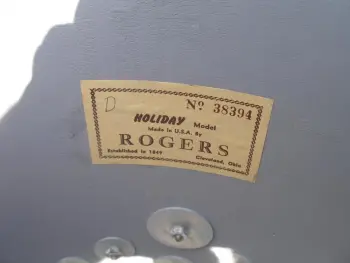 D Nº 38394
HOLIDAY Model
Made in U.S.A. By
ROGERS
Established in 1849
Cleveland, Ohio